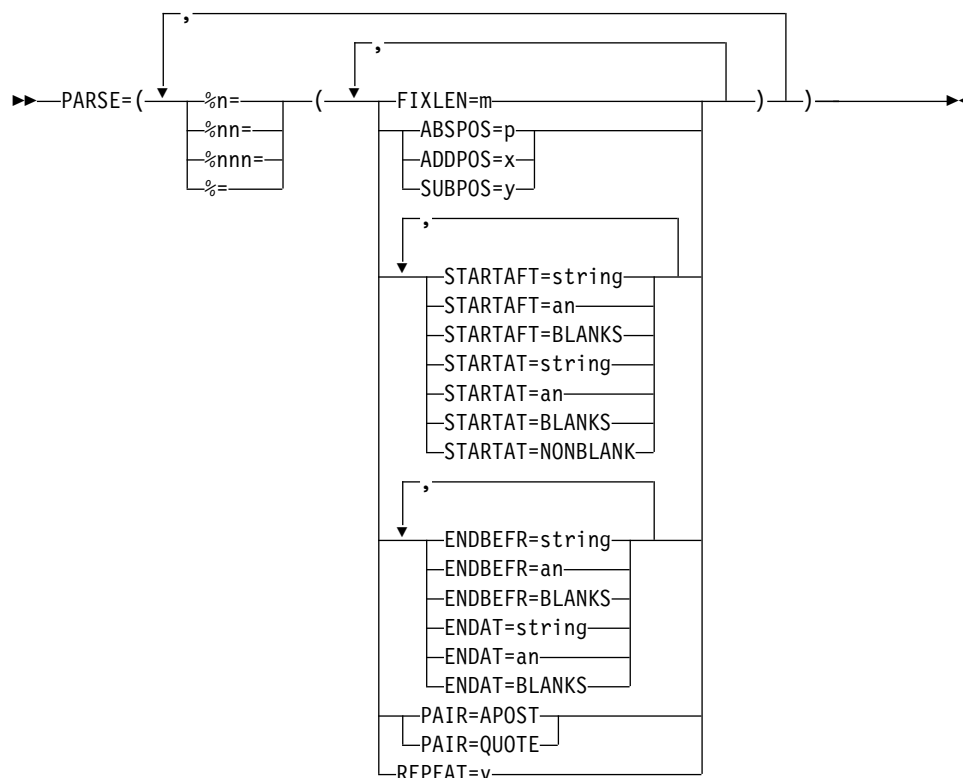 ,
,
PARSE=( %n= ( FIXLEN=m ) )
%nn= ABSPOS=p
%nnn= ADDPOS=x
%= SUBPOS=y
,
STARTAFT=string
STARTAFT=an
STARTAFT=BLANKS
STARTAT=string
STARTAT=an
STARTAT=BLANKS
STARTAT=NONBLANK
,
ENDBEFR=string
ENDBEFR=an
ENDBEFR=BLANKS
ENDAT=string
ENDAT=an
ENDAT=BLANKS
PAIR=APOST
PAIR=QUOTE
REPEAT=v